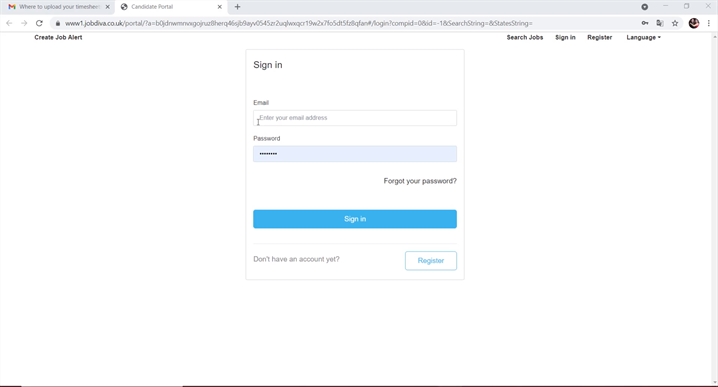 Where to upload your timesheet
Candidate Portal
www1.jobdiva.co.uk/portal/?a=b0jdnwmnvxgojruz8herq46sjb9ayv0545zr2uqlwxqcr19w2x7fo5dt5fz8qfan#/login?compid=0&id=-1&SearchString=&StatesString=
Create Job Alert
Search Jobs Sign in Register Language
Sign in
Email
Enter your email address
Password
••••••••
Forgot your password?
Sign in
Don't have an account yet?
Register